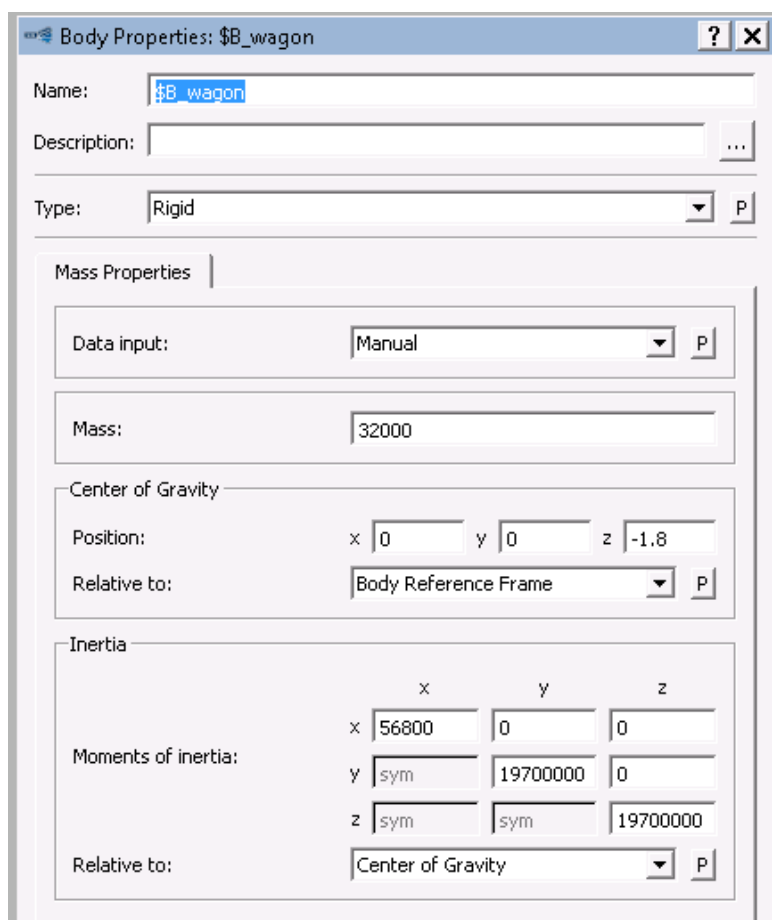 Body Properties: $B_wagon ?
Name: $B_wagon
Description: ...
Type: Rigid P
Mass Properties
Data input: Manual P
Mass: 32000
Center of Gravity
Position: x 0 y 0 z -1.8
Relative to: Body Reference Frame P
Inertia
x y z
x 56800 0 0
Moments of inertia:
y sym 19700000 0
z sym sym 19700000
Relative to: Center of Gravity P